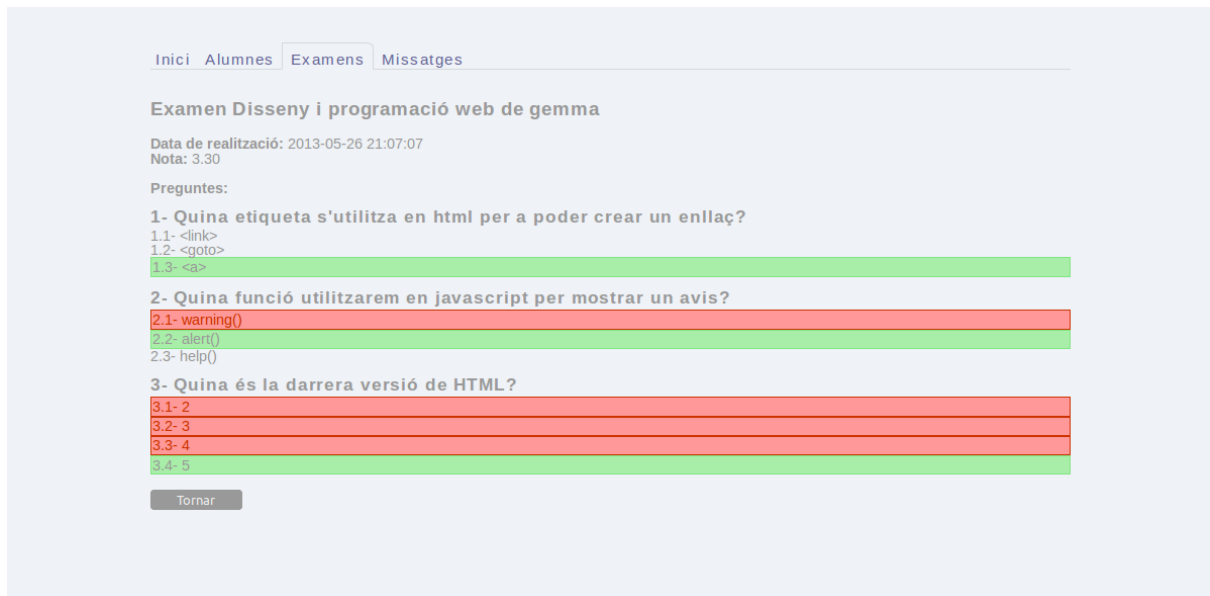 Inici Alumnes Examens Missatges
Examen Disseny i programació web de gemma
Data de realització: 2013-05-26 21:07:07
Nota: 3.30
Preguntes:
1- Quina etiqueta s'utilitza en html per a poder crear un enllaç?
1.1- <link>
1.2- <goto>
1.3- <a>
2- Quina funció utilitzarem en javascript per mostrar un avis?
2.1- warning()
2.2- alert()
2.3- help()
3- Quina és la darrera versió de HTML?
3.1- 2
3.2- 3
3.3- 4
3.4- 5
Tornar